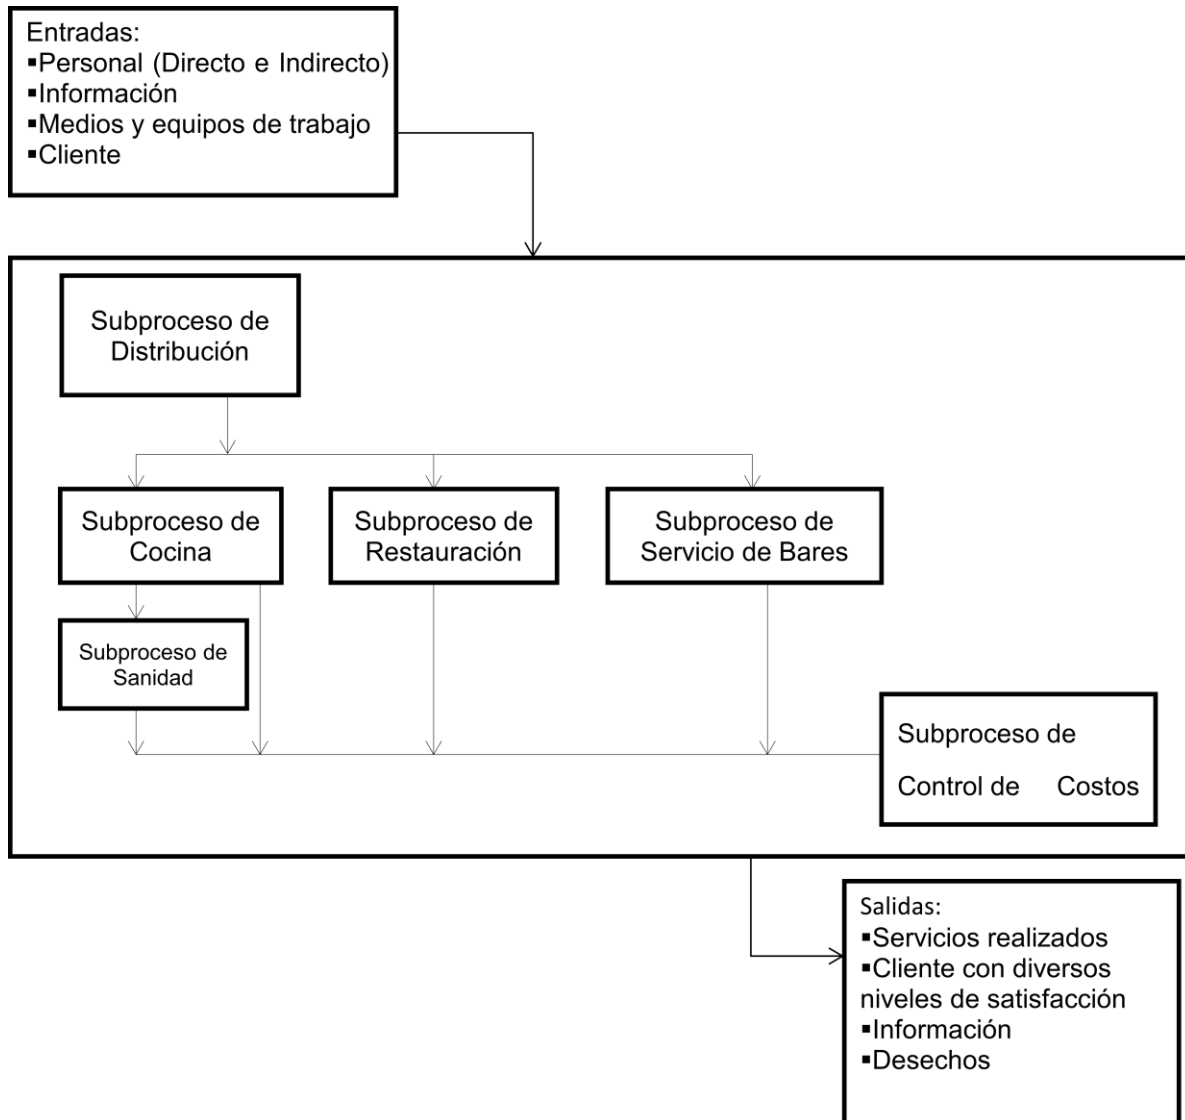 Entradas:
▪Personal (Directo e Indirecto)
▪Información
▪Medios y equipos de trabajo
▪Cliente
Subproceso de
Distribución
Subproceso de
Cocina
Subproceso de
Restauración
Subproceso de
Servicio de Bares
Subproceso de
Sanidad
Subproceso de
Control de Costos
Salidas:
▪Servicios realizados
▪Cliente con diversos
niveles de satisfacción
▪Información
▪Desechos